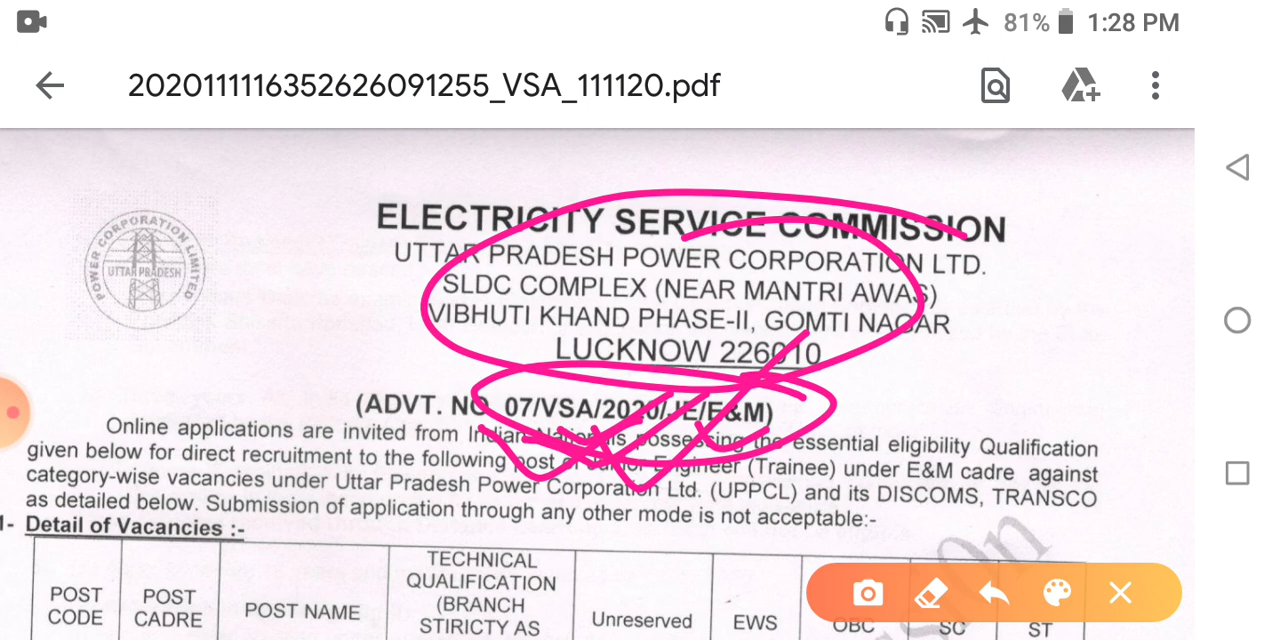 81% 1:28 PM
2020111116352626091255_VSA_111120.pdf
ELECTRICITY SERVICE COMMISSION
UTTAR PRADESH POWER CORPORATION LTD.
SLDC COMPLEX (NEAR MANTRI AWAS)
VIBHUTI KHAND PHASE-II, GOMTI NAGAR
LUCKNOW 226010
POWER CORPORATION LIMITED
UTTAR PRADESH
(ADVT. NO. 07/VSA/2020/JE/E&M)
Online applications are invited from Indian Nationals possessing the essential eligibility Qualification
given below for direct recruitment to the following post of Junior Engineer (Trainee) under E&M cadre against
category-wise vacancies under Uttar Pradesh Power Corporation Ltd. (UPPCL) and its DISCOMS, TRANSCO
as detailed below. Submission of application through any other mode is not acceptable:-
1- Detail of Vacancies :-
POST
CODE
POST
CADRE
POST NAME
TECHNICAL
QUALIFICATION
(BRANCH
STIRICTY AS
Unreserved
EWS
OBC
SC
ST